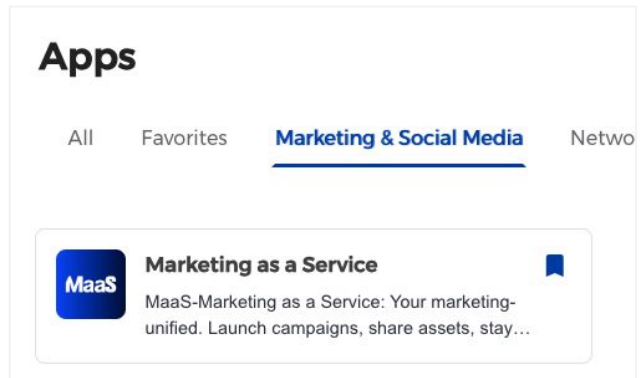 Apps
All Favorites Marketing & Social Media Netwo
MaaS
Marketing as a Service
MaaS-Marketing as a Service: Your marketing-
unified. Launch campaigns, share assets, stay…